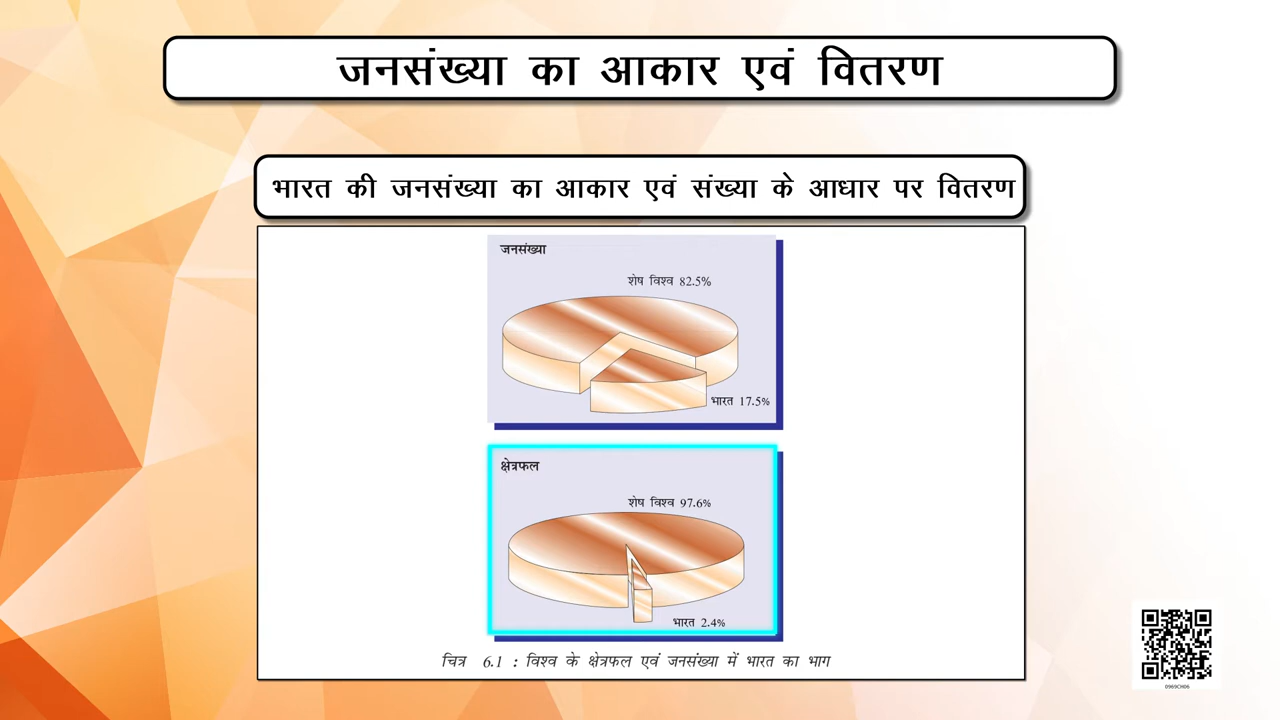 जनसंख्या का आकार एवं वितरण
भारत की जनसंख्या का आकार एवं संख्या के आधार पर वितरण
जनसंख्या
शेष विश्व 82.5%
भारत 17.5%
क्षेत्रफल
शेष विश्व 97.6%
भारत 2.4%
चित्र 6.1 : विश्व के क्षेत्रफल एवं जनसंख्या में भारत का भाग
0969CH06